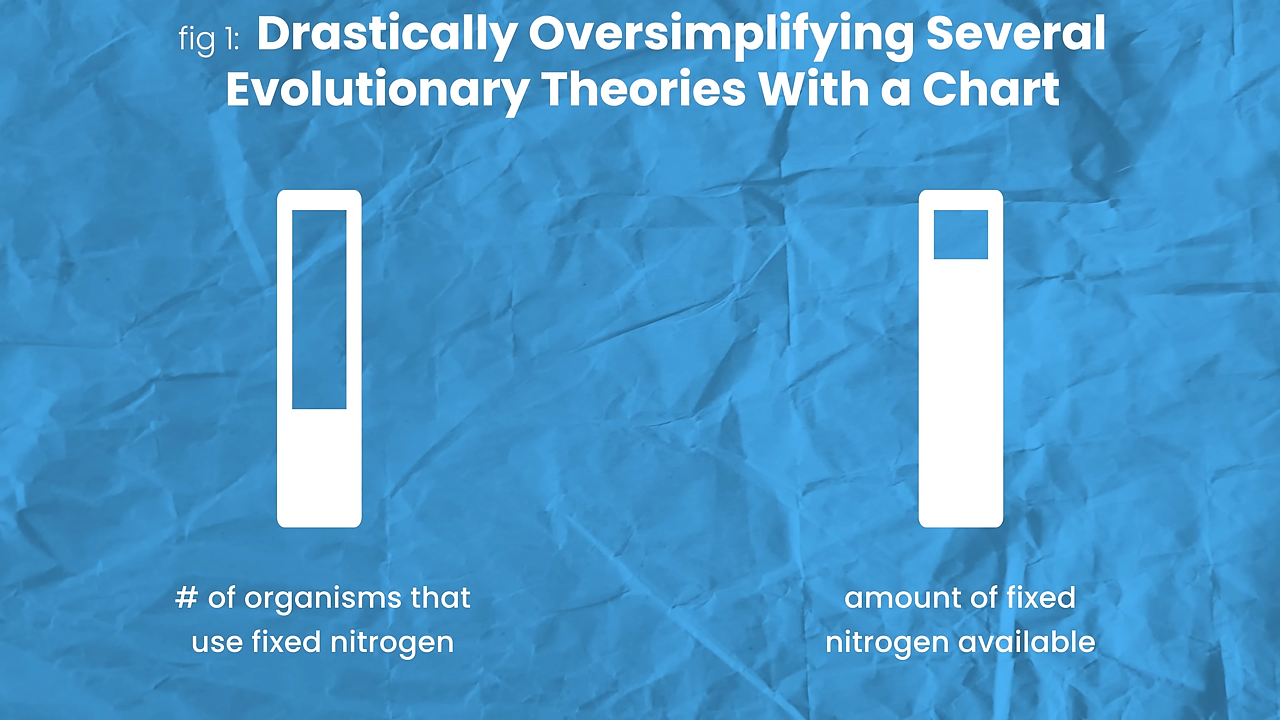 fig 1: Drastically Oversimplifying Several
Evolutionary Theories With a Chart
# of organisms that
use fixed nitrogen
amount of fixed
nitrogen available